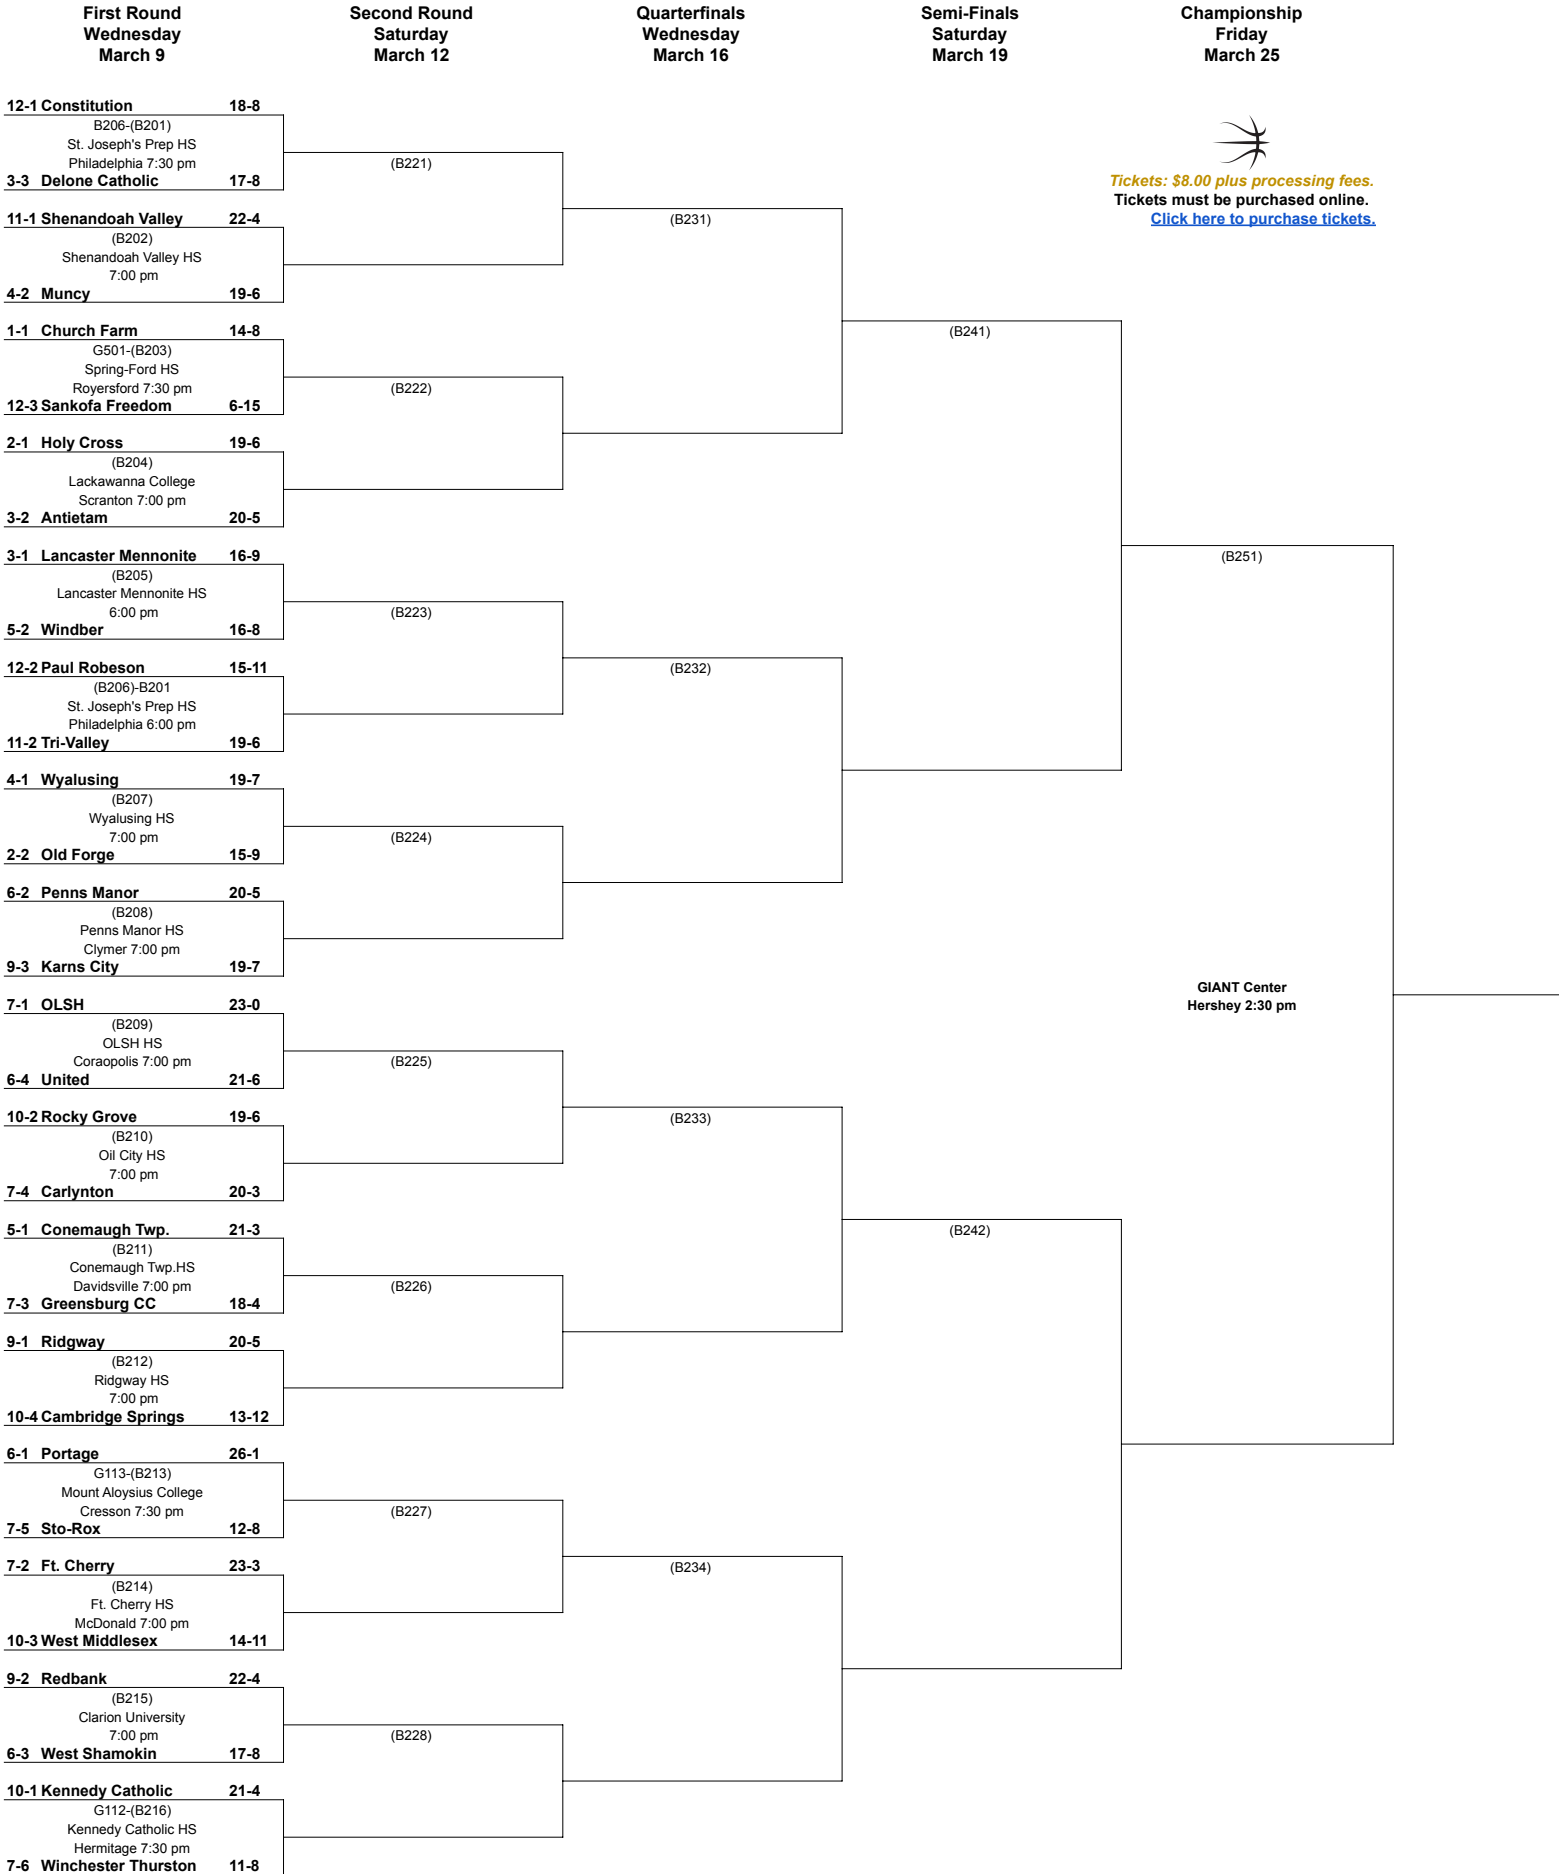 First Round
Wednesday
March 9
Second Round
Saturday
March 12
Quarterfinals
Wednesday
March 16
Semi-Finals
Saturday
March 19
Championship
Friday
March 25
12-1 Constitution 18-8
B206-(B201)
St. Joseph's Prep HS
Philadelphia 7:30 pm
3-3 Delone Catholic 17-8
11-1 Shenandoah Valley 22-4
(B202)
Shenandoah Valley HS
7:00 pm
4-2 Muncy 19-6
1-1 Church Farm 14-8
G501-(B203)
Spring-Ford HS
Royersford 7:30 pm
12-3 Sankofa Freedom 6-15
2-1 Holy Cross 19-6
(B204)
Lackawanna College
Scranton 7:00 pm
3-2 Antietam 20-5
3-1 Lancaster Mennonite 16-9
(B205)
Lancaster Mennonite HS
6:00 pm
5-2 Windber 16-8
12-2 Paul Robeson 15-11
(B206)-B201
St. Joseph's Prep HS
Philadelphia 6:00 pm
11-2 Tri-Valley 19-6
4-1 Wyalusing 19-7
(B207)
Wyalusing HS
7:00 pm
2-2 Old Forge 15-9
6-2 Penns Manor 20-5
(B208)
Penns Manor HS
Clymer 7:00 pm
9-3 Karns City 19-7
7-1 OLSH 23-0
(B209)
OLSH HS
Coraopolis 7:00 pm
6-4 United 21-6
10-2 Rocky Grove 19-6
(B210)
Oil City HS
7:00 pm
7-4 Carlynton 20-3
5-1 Conemaugh Twp. 21-3
(B211)
Conemaugh Twp.HS
Davidsville 7:00 pm
7-3 Greensburg CC 18-4
9-1 Ridgway 20-5
(B212)
Ridgway HS
7:00 pm
10-4 Cambridge Springs 13-12
6-1 Portage 26-1
G113-(B213)
Mount Aloysius College
Cresson 7:30 pm
7-5 Sto-Rox 12-8
7-2 Ft. Cherry 23-3
(B214)
Ft. Cherry HS
McDonald 7:00 pm
10-3 West Middlesex 14-11
9-2 Redbank 22-4
(B215)
Clarion University
7:00 pm
6-3 West Shamokin 17-8
10-1 Kennedy Catholic 21-4
G112-(B216)
Kennedy Catholic HS
Hermitage 7:30 pm
7-6 Winchester Thurston 11-8
(B221)
(B222)
(B223)
(B224)
(B225)
(B226)
(B227)
(B228)
(B231)
(B232)
(B233)
(B234)
(B241)
(B242)
Tickets: $8.00 plus processing fees.
Tickets must be purchased online.
Click here to purchase tickets.
(B251)
GIANT Center
Hershey 2:30 pm